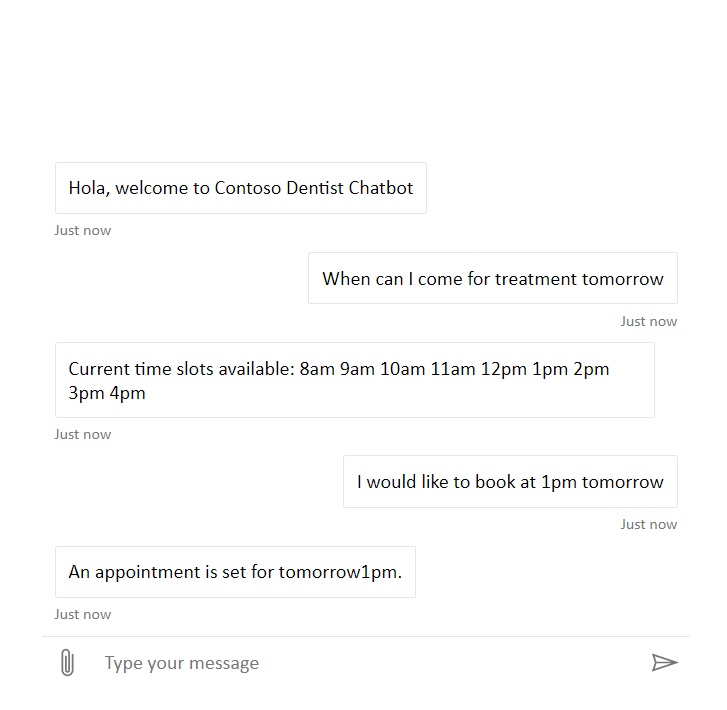 Hola, welcome to Contoso Dentist Chatbot
Just now
When can I come for treatment tomorrow
Just now
Current time slots available: 8am 9am 10am 11am 12pm 1pm 2pm
3pm 4pm
Just now
I would like to book at 1pm tomorrow
Just now
An appointment is set for tomorrow1pm.
Just now
Type your message